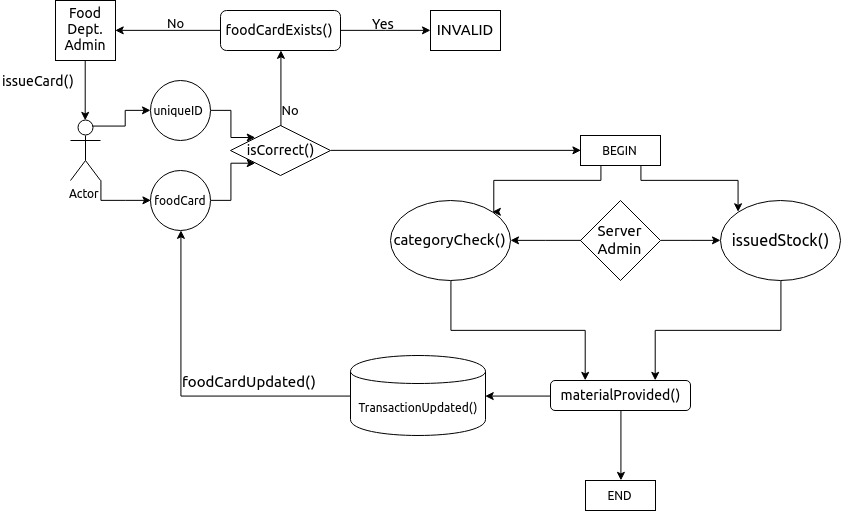 Food
Dept.
Admin
No
foodCardExists()
Yes
INVALID
issueCard()
uniqueID
No
isCorrect()
BEGIN
Actor
foodCard
categoryCheck()
Server
Admin
issuedStock()
foodCardUpdated()
TransactionUpdated()
materialProvided()
END